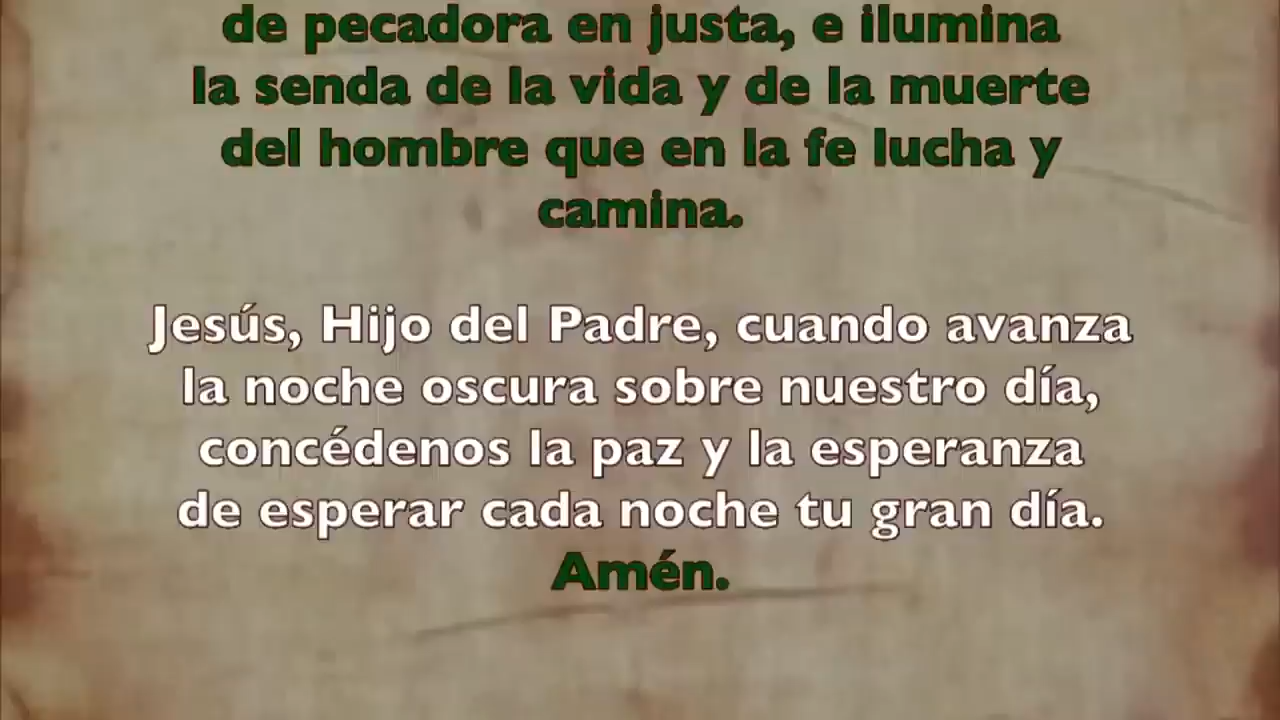 de pecadora en justa, e ilumina
la senda de la vida y de la muerte
del hombre que en la fe lucha y
camina.
Jesús, Hijo del Padre, cuando avanza
la noche oscura sobre nuestro día,
concédenos la paz y la esperanza
de esperar cada noche tu gran día.
Amén.